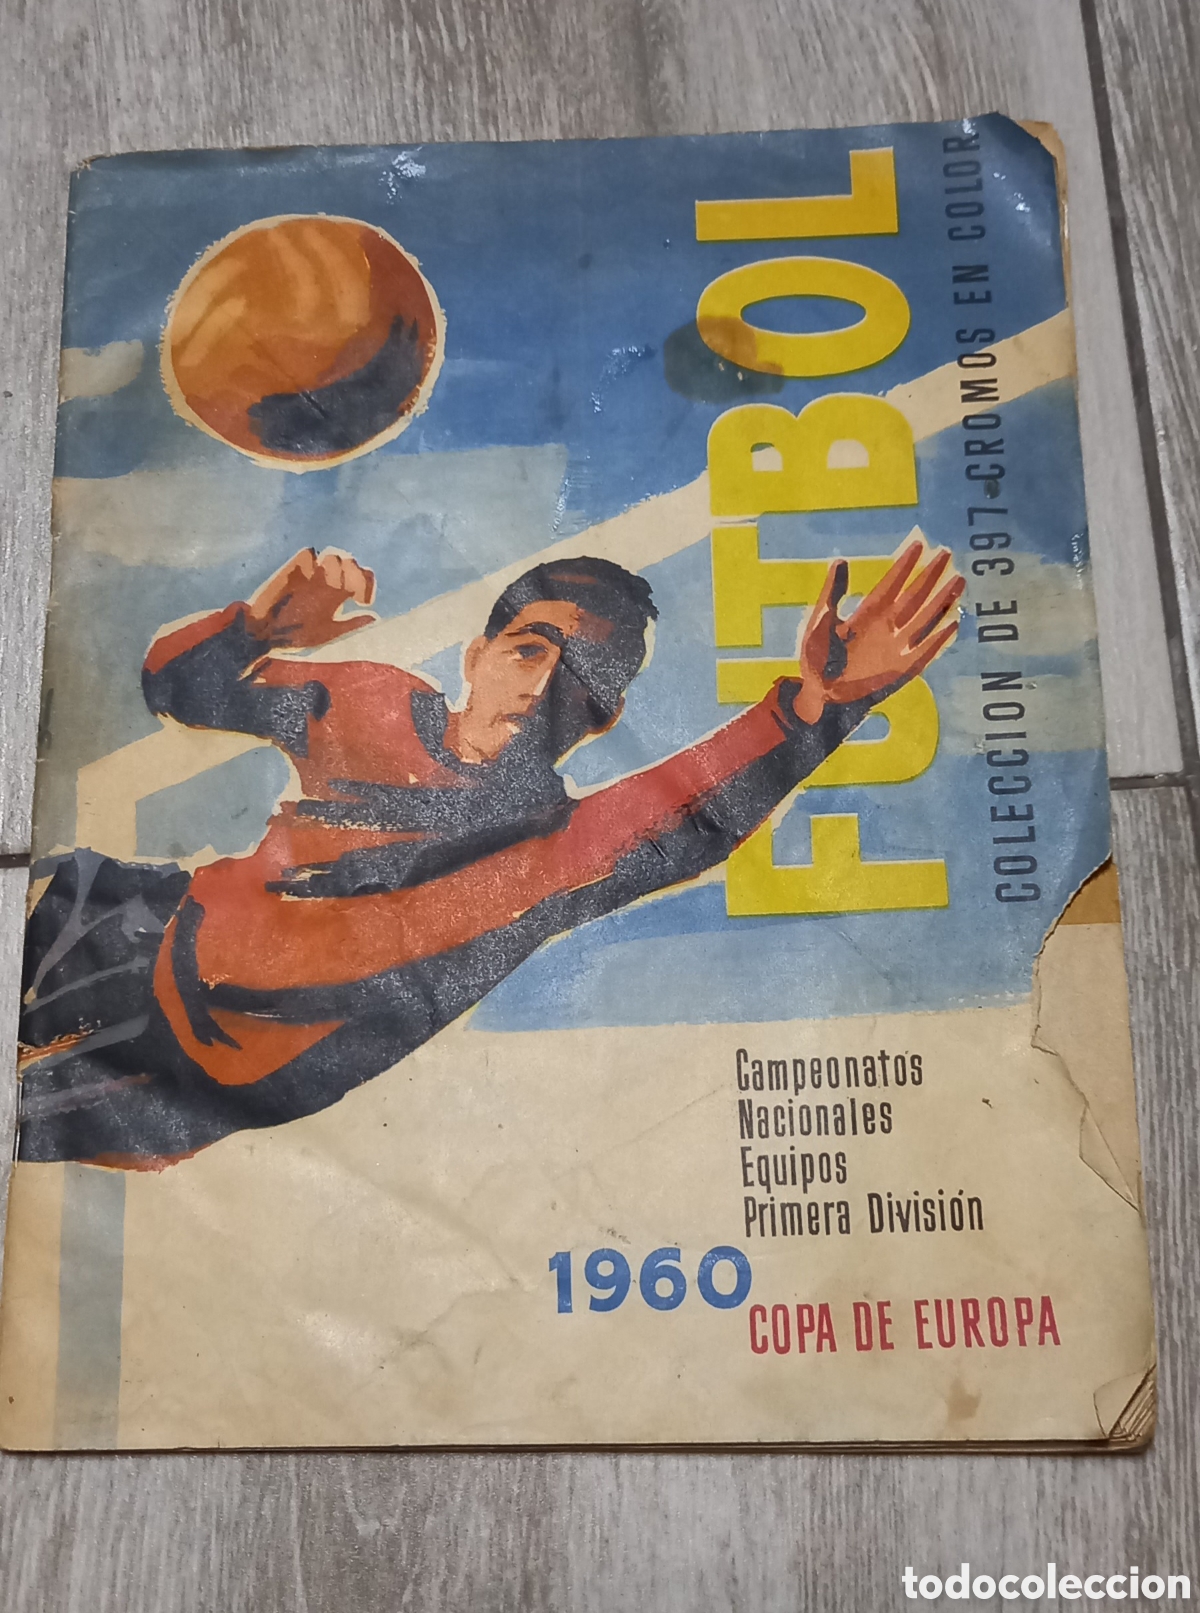 FUTBOL
COLECCION DE 397 CROMOS EN COLOR
Campeonatos
Nacionales
Equipos
Primera División
1960
COPA DE EUROPA
todocoleccion